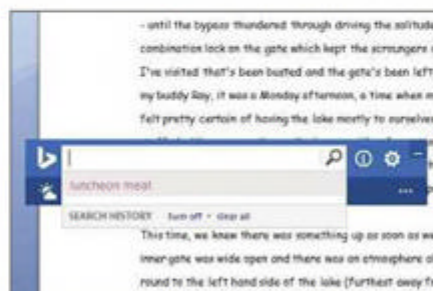 - until the bypass thundered through driving the solitude
combination lock on the gate which kept the scroungers
I've visited that's been busted and the gate's been left
my buddy Ray, it was a Monday afternoon, a time when m
felt pretty certain of having the lake mostly to ourselves
luncheon meat
SEARCH HISTORY turn off • clear all
This time, we knew there was something up as soon as we
inner gate was wide open and there was an atmosphere
round to the left hand side of the lake (furthest away f